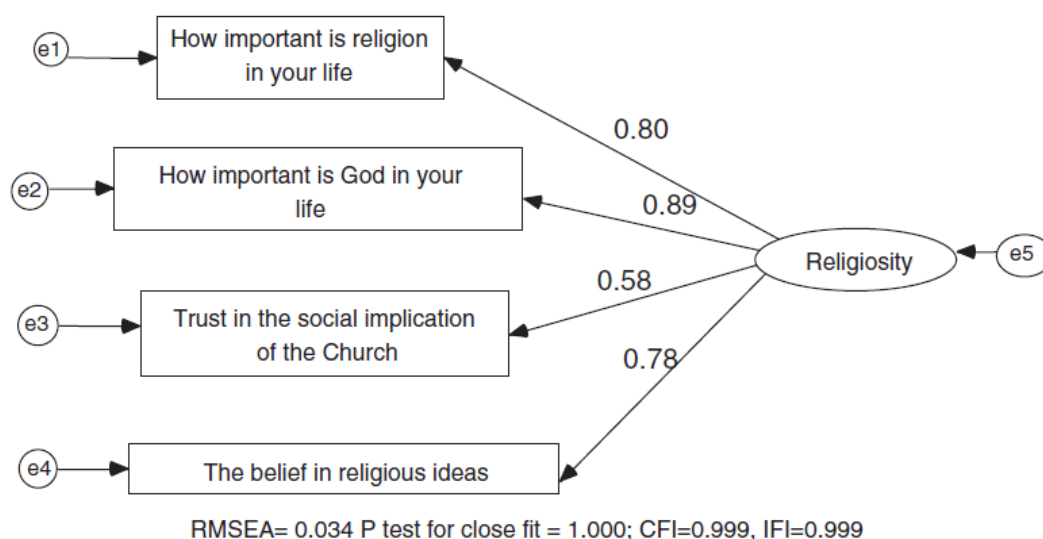 e1
How important is religion
in your life
0.80
e2
How important is God in your
life
0.89
Religiosity
e5
0.58
e3
Trust in the social implication
of the Church
0.78
e4
The belief in religious ideas
RMSEA= 0.034 P test for close fit = 1.000; CFI=0.999, IFI=0.999